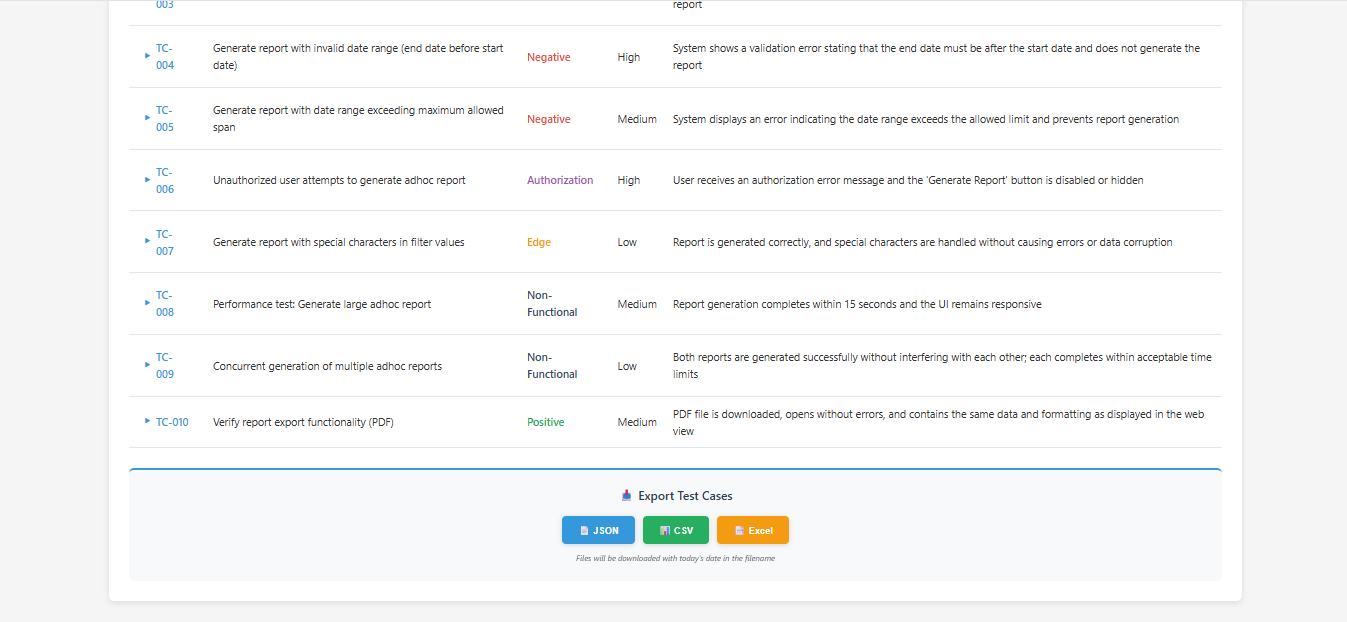 003
report
TC-
004
Generate report with invalid date range (end date before start
date)
Negative
High
System shows a validation error stating that the end date must be after the start date and does not generate the
report
TC-
005
Generate report with date range exceeding maximum allowed
span
Negative
Medium
System displays an error indicating the date range exceeds the allowed limit and prevents report generation
TC-
006
Unauthorized user attempts to generate adhoc report
Authorization
High
User receives an authorization error message and the 'Generate Report' button is disabled or hidden
TC-
007
Generate report with special characters in filter values
Edge
Low
Report is generated correctly, and special characters are handled without causing errors or data corruption
TC-
008
Performance test: Generate large adhoc report
Non-
Functional
Medium
Report generation completes within 15 seconds and the UI remains responsive
TC-
009
Concurrent generation of multiple adhoc reports
Non-
Functional
Low
Both reports are generated successfully without interfering with each other; each completes within acceptable time
limits
TC-010
Verify report export functionality (PDF)
Positive
Medium
PDF file is downloaded, opens without errors, and contains the same data and formatting as displayed in the web
view
Export Test Cases
JSON
CSV
Excel
Files will be downloaded with today's date in the filename